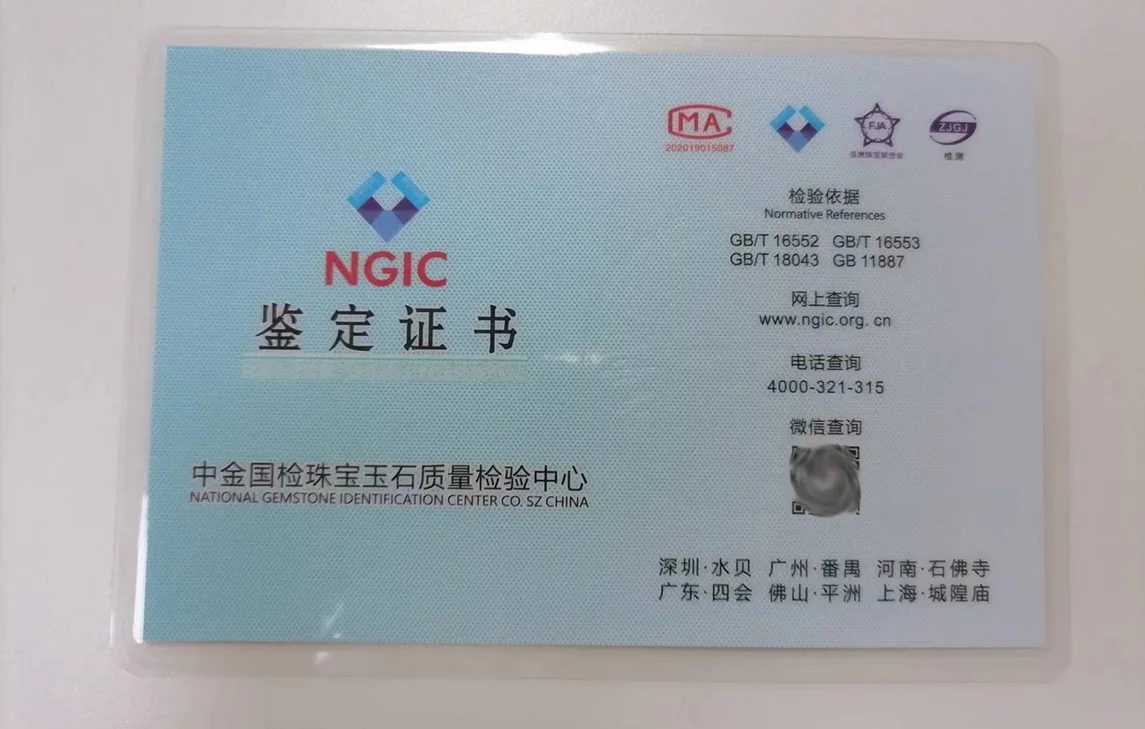 NGIC
鉴定证书
中金国检珠宝玉石质量检验中心
NATIONAL GEMSTONE IDENTIFICATION CENTER CO. SZ CHINA
MA
202019015087
FJA
ZJGJ
检测
检验依据
Normative References
GB/T 16552 GB/T 16553
GB/T 18043 GB 11887
网上查询
www.ngic.org. cn
电话查询
4000-321-315
微信查询
深圳·水贝 广州·番禺 河南·石佛寺
广东·四会 佛山·平洲 上海·城隍庙